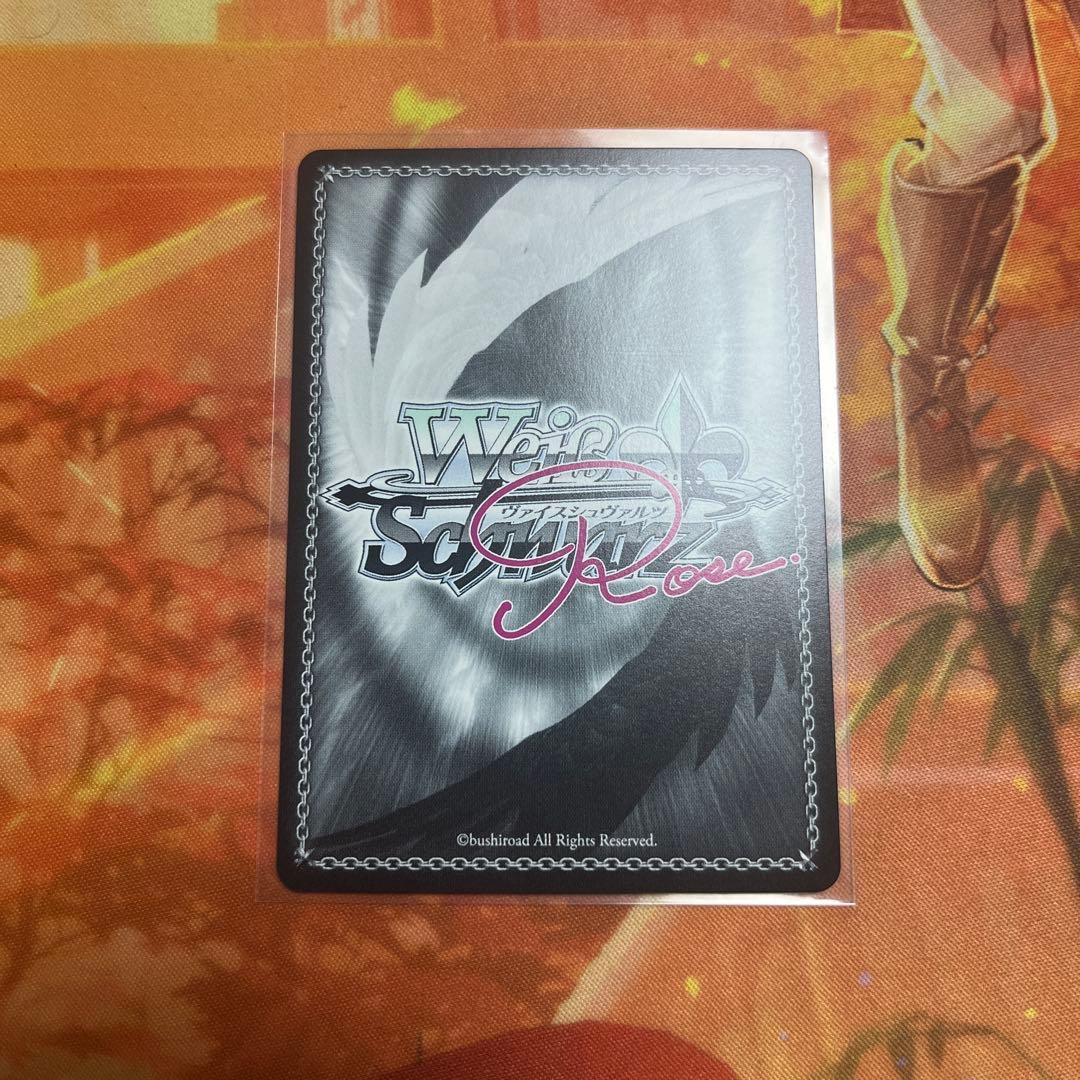 Weiß
ヴァイスシュヴァルツ
Schwarz
Rose.
©bushiroad All Rights Reserved.